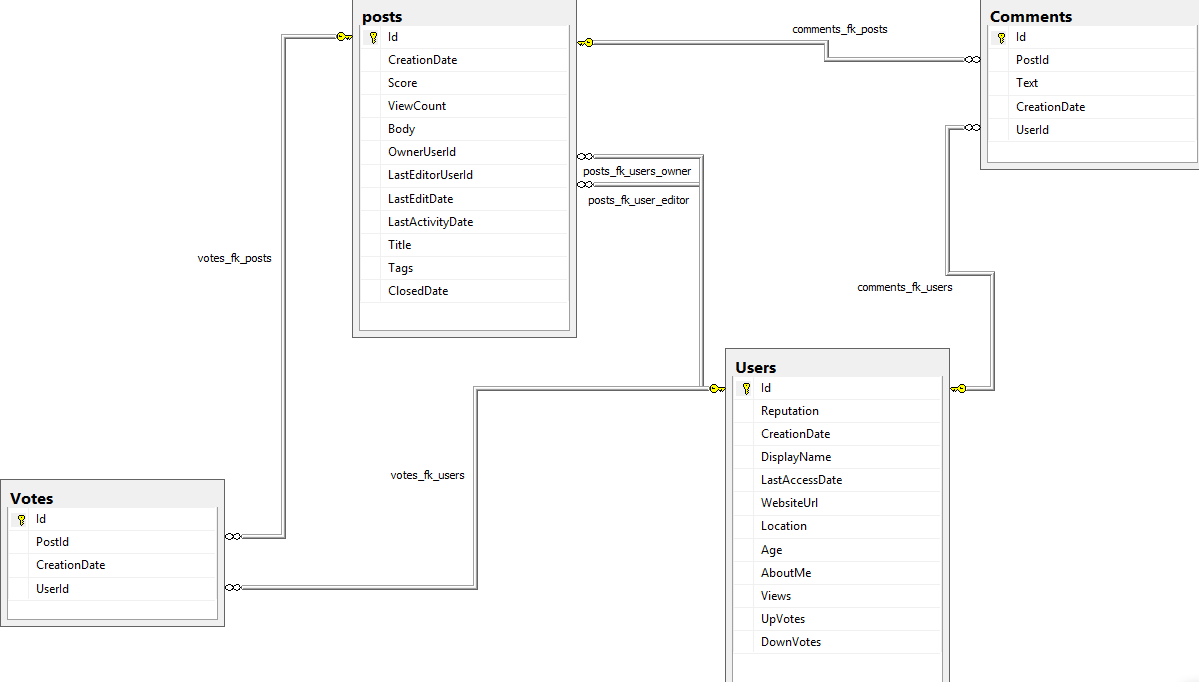 posts
Id
CreationDate
Score
ViewCount
Body
OwnerUserId
LastEditorUserId
LastEditDate
LastActivityDate
Title
Tags
ClosedDate
comments_fk_posts
Comments
Id
PostId
Text
CreationDate
UserId
posts_fk_users_owner
posts_fk_user_editor
votes_fk_posts
comments_fk_users
Users
Id
Reputation
CreationDate
DisplayName
LastAccessDate
WebsiteUrl
Location
Age
AboutMe
Views
UpVotes
DownVotes
votes_fk_users
Votes
Id
PostId
CreationDate
UserId